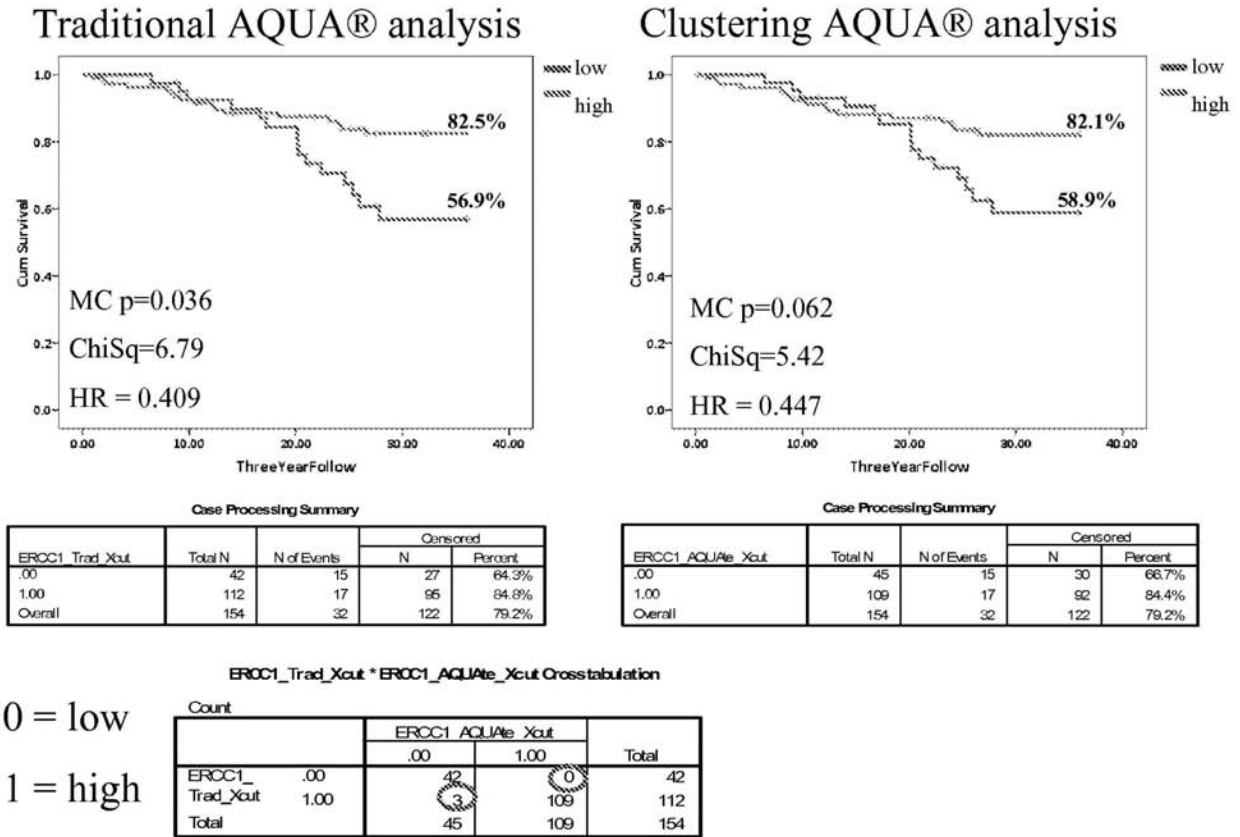 Traditional AQUA® analysis
Clustering AQUA® analysis
1.0
0.8
0.6
0.4
0.2
0.0
Cum Survival
low
high
82.5%
56.9%
MC p=0.036
ChiSq=6.79
HR = 0.409
0.00 10.00 20.00 30.00 40.00
ThreeYearFollow
1.0
0.8
0.6
0.4
0.2
0.0
Cum Survival
low
high
82.1%
58.9%
MC p=0.062
ChiSq=5.42
HR = 0.447
0.00 10.00 20.00 30.00 40.00
ThreeYearFollow
Case Processing Summary
Censored
ERCC1_Trad_Xcut Total N N of Events N Percent
.00 42 15 27 64.3%
1.00 112 17 95 84.8%
Overall 154 32 122 79.2%
Case Processing Summary
Censored
ERCC1_AQUAte_Xcut Total N N of Events N Percent
.00 45 15 30 66.7%
1.00 109 17 92 84.4%
Overall 154 32 122 79.2%
ERCC1_Trad_Xcut * ERCC1_AQUAte_Xcut Crosstabulation
0 = low
1 = high
Count
ERCC1_AQUAte_Xcut
.00 1.00 Total
ERCC1_ .00 42 0 42
Trad_Xcut 1.00 3 109 112
Total 45 109 154